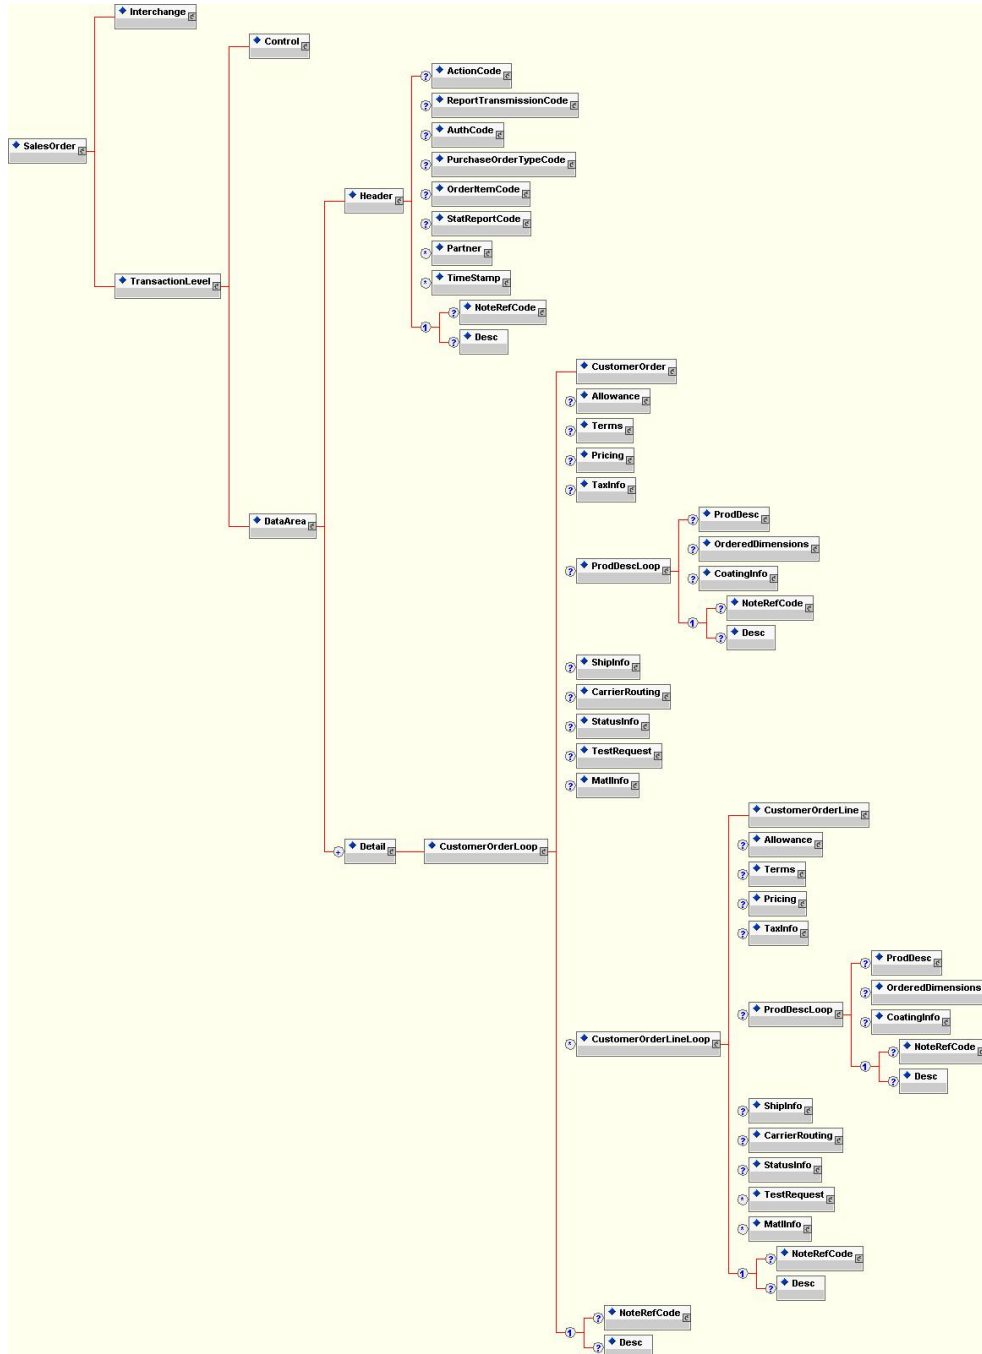 Interchange
Control
ActionCode
ReportTransmissionCode
AuthCode
SalesOrder
PurchaseOrderTypeCode
Header
OrderItemCode
StatReportCode
Partner
TransactionLevel
TimeStamp
NoteRefCode
Desc
CustomerOrder
Allowance
Terms
Pricing
TaxInfo
DataArea
ProdDesc
OrderedDimensions
ProdDescLoop
CoatingInfo
NoteRefCode
Desc
ShipInfo
CarrierRouting
StatusInfo
TestRequest
MatlInfo
CustomerOrderLine
Detail
CustomerOrderLoop
Allowance
Terms
Pricing
TaxInfo
ProdDesc
OrderedDimensions
ProdDescLoop
CoatingInfo
CustomerOrderLineLoop
NoteRefCode
Desc
ShipInfo
CarrierRouting
StatusInfo
TestRequest
MatlInfo
NoteRefCode
Desc
NoteRefCode
Desc